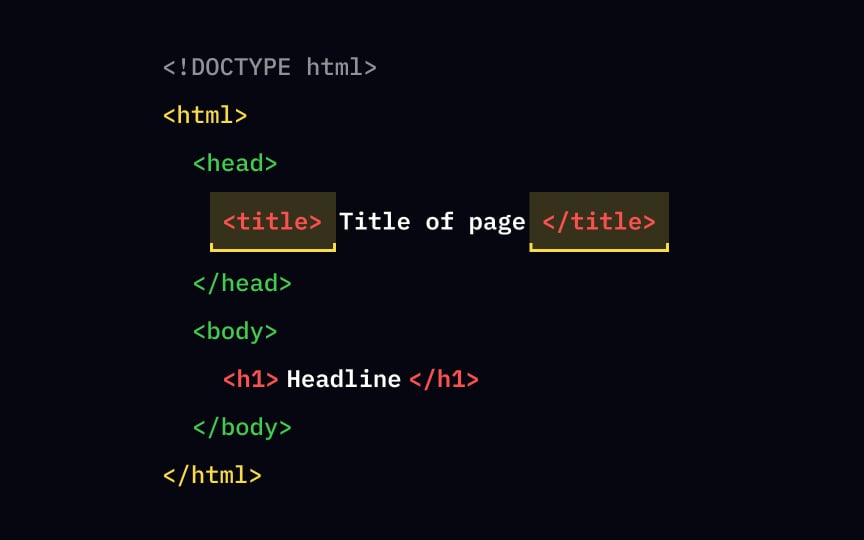 <!DOCTYPE html>
<html>
<head>
<title> Title of page </title>
</head>
<body>
<h1> Headline </h1>
</body>
</html>